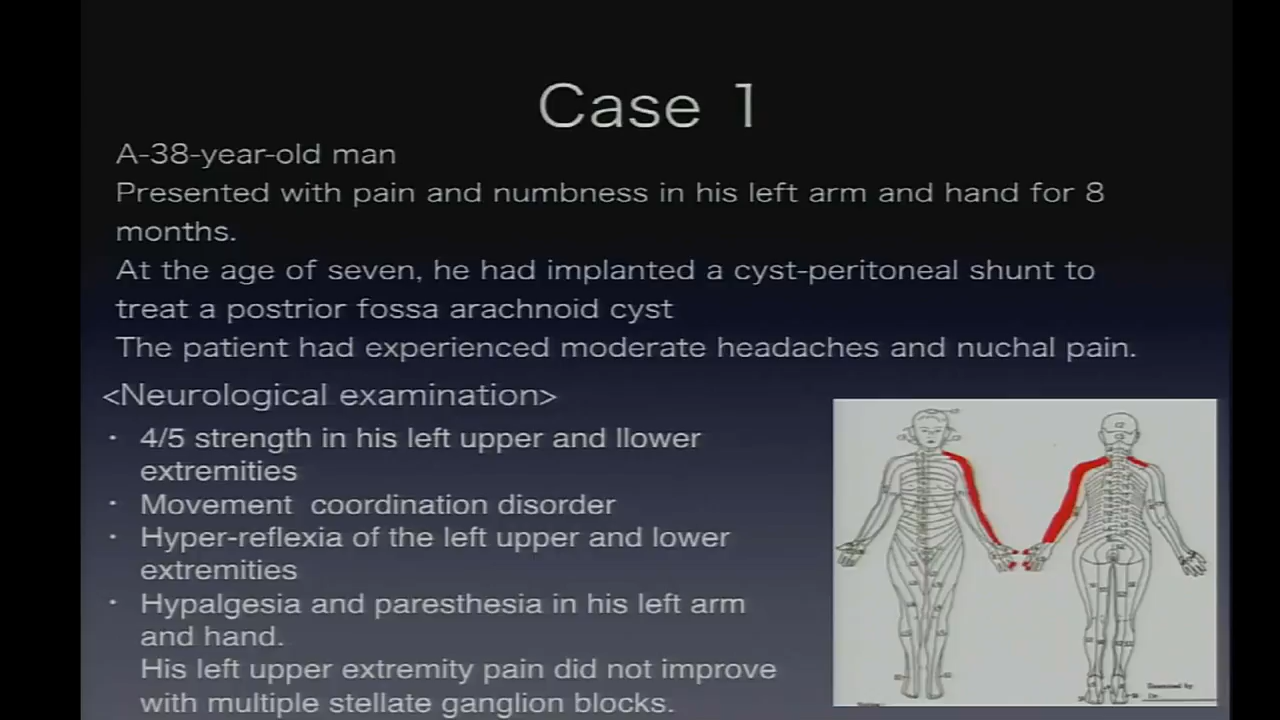 Case 1
A-38-year-old man
Presented with pain and numbness in his left arm and hand for 8
months.
At the age of seven, he had implanted a cyst-peritoneal shunt to
treat a postrior fossa arachnoid cyst
The patient had experienced moderate headaches and nuchal pain.
<Neurological examination>
・ 4/5 strength in his left upper and llower
extremities
・ Movement coordination disorder
・ Hyper-reflexia of the left upper and lower
extremities
・ Hypalgesia and paresthesia in his left arm
and hand.
His left upper extremity pain did not improve
with multiple stellate ganglion blocks.
Examined by